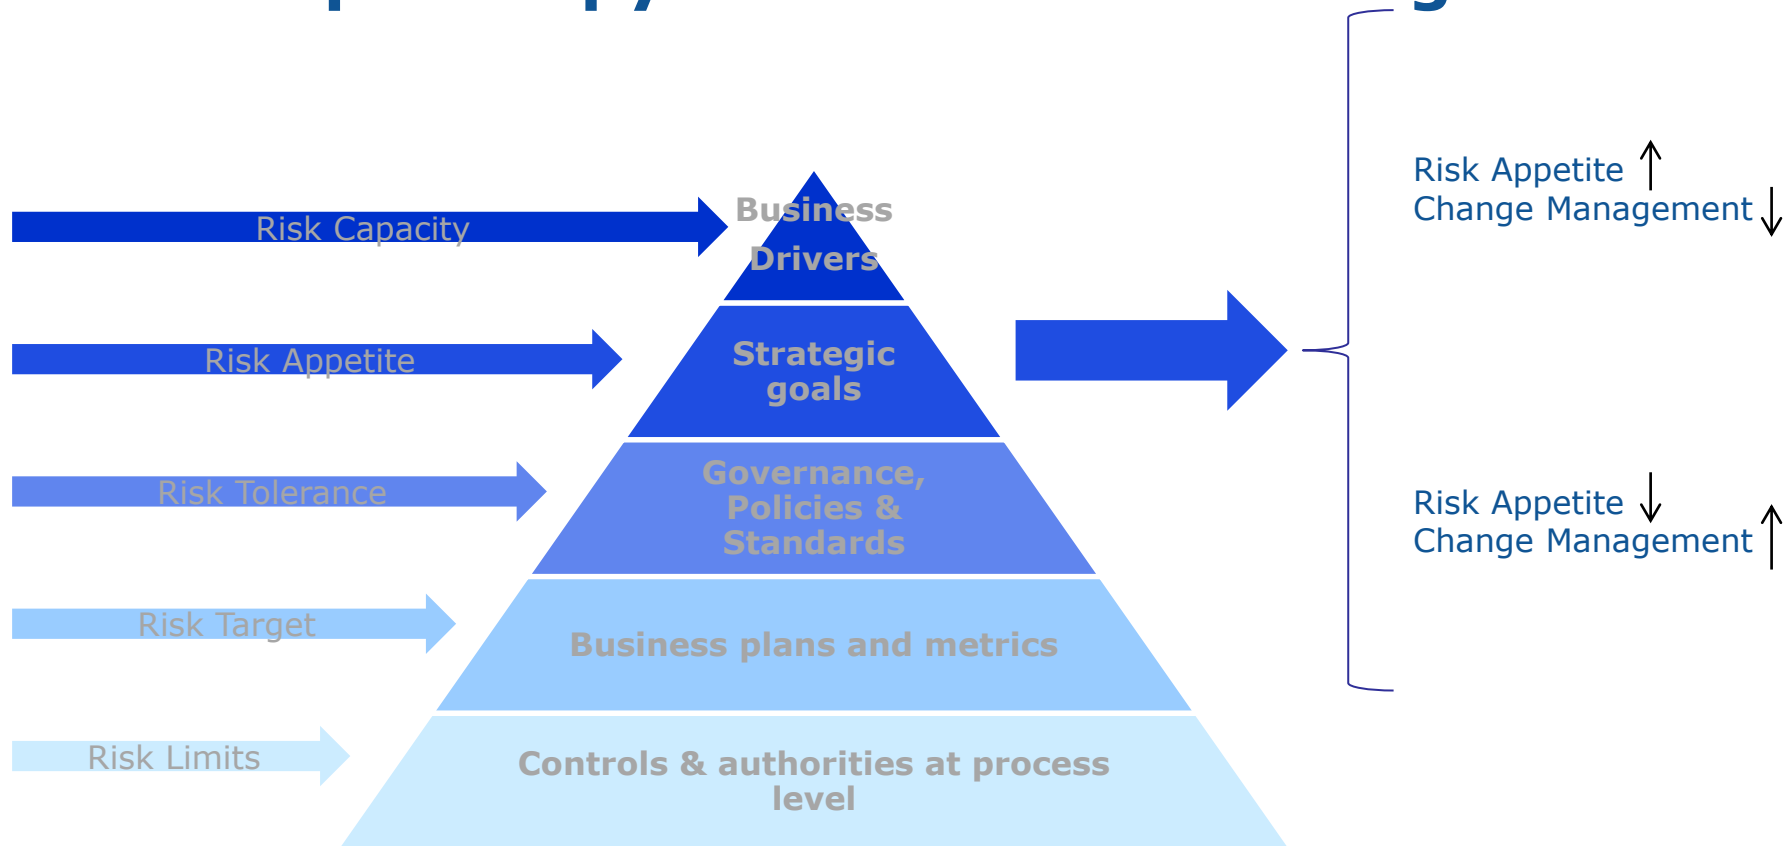 Risk Capacity
Business
Drivers
Risk Appetite
Strategic
goals
Risk Tolerance
Governance,
Policies &
Standards
Risk Target
Business plans and metrics
Risk Limits
Controls & authorities at process
level
Risk Appetite
Change Management
Risk Appetite
Change Management